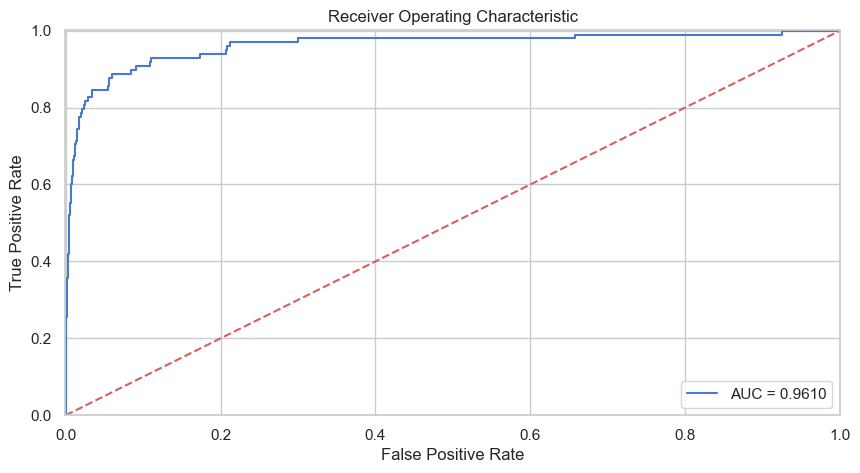 Receiver Operating Characteristic
1.0
0.8
0.6
0.4
0.2
0.0
True Positive Rate
AUC = 0.9610
0.0 0.2 0.4 0.6 0.8 1.0
False Positive Rate